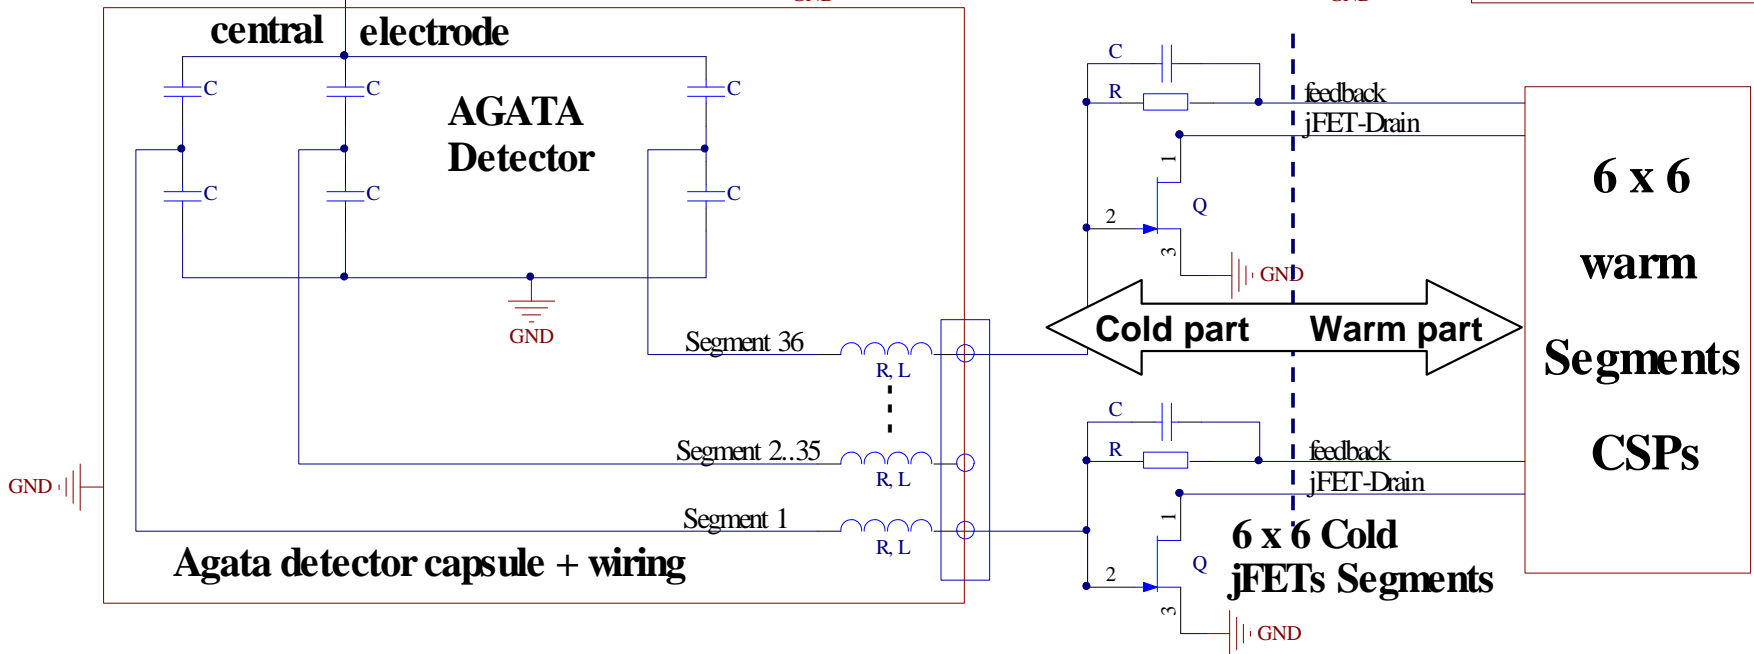 GND
GND
central electrode
C
C
C
AGATA
Detector
C
C
C
GND
C
R
feedback
jFET-Drain
1
2
Q
3
GND
6 x 6
warm
Segments
CSPs
Cold part
Warm part
Segment 36
R, L
Segment 2..35
R, L
Segment 1
R, L
GND
Agata detector capsule + wiring
C
R
feedback
jFET-Drain
1
2
Q
3
GND
6 x 6 Cold
jFETs Segments